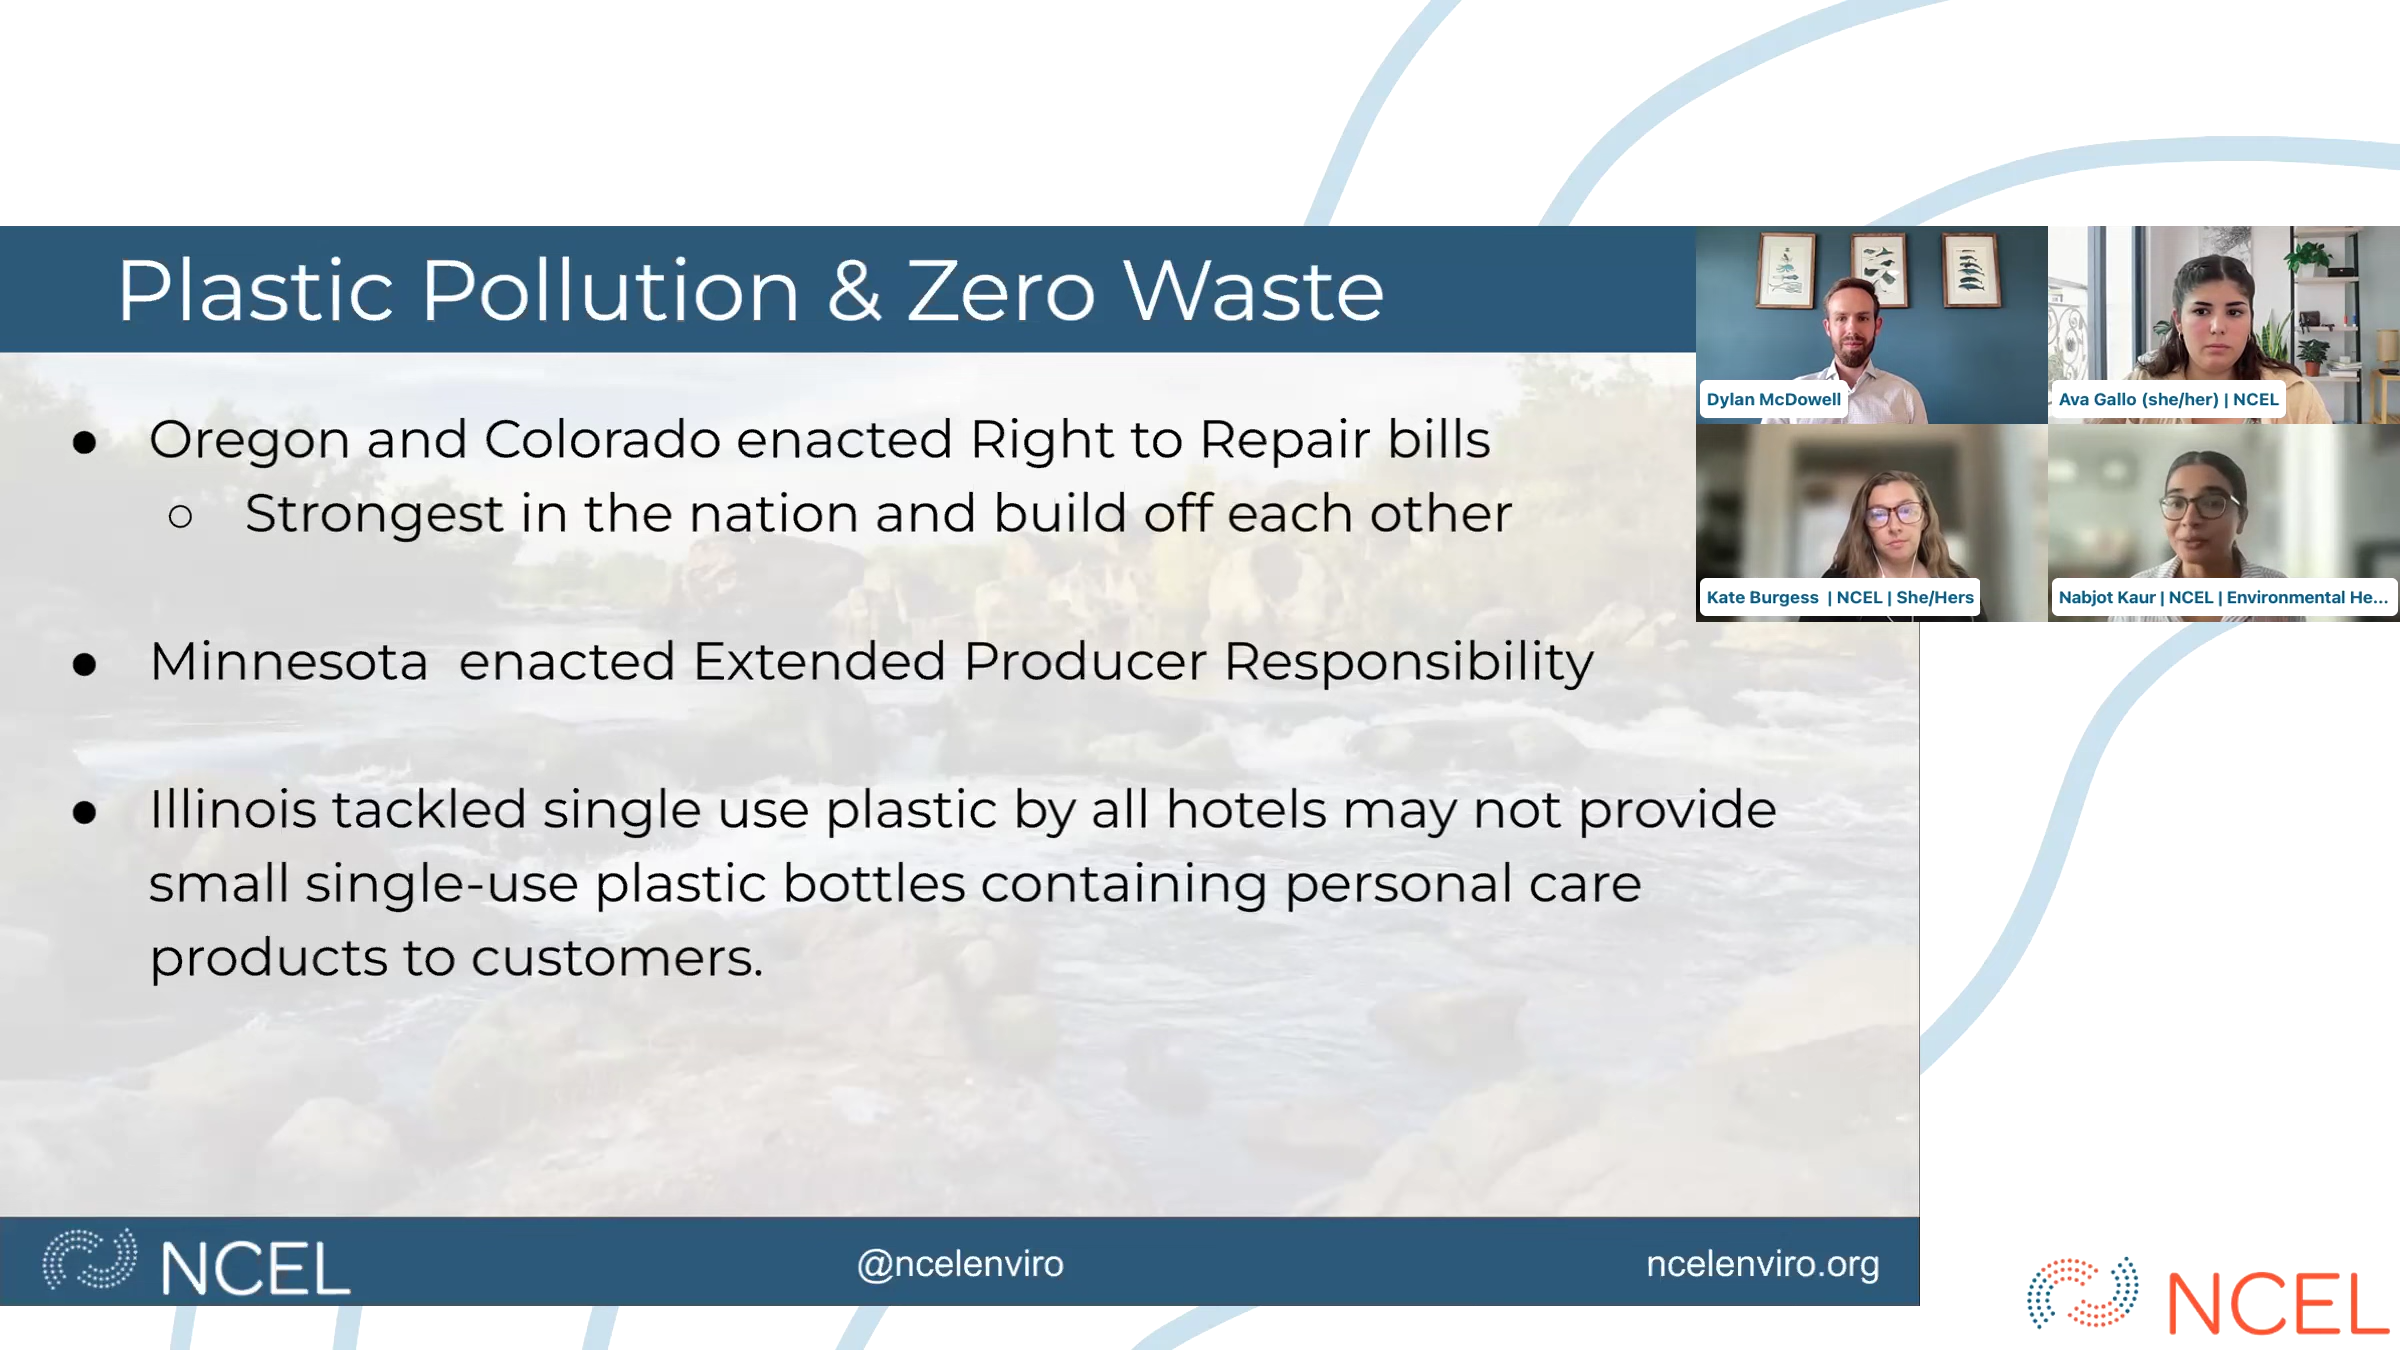 Plastic Pollution & Zero Waste
Dylan McDowell
Ava Gallo (she/her) | NCEL
Kate Burgess | NCEL | She/Hers
Nabjot Kaur | NCEL | Environmental He...
● Oregon and Colorado enacted Right to Repair bills
○ Strongest in the nation and build off each other
● Minnesota enacted Extended Producer Responsibility
● Illinois tackled single use plastic by all hotels may not provide
small single-use plastic bottles containing personal care
products to customers.
NCEL
@ncelenviro
ncelenviro.org
NCEL